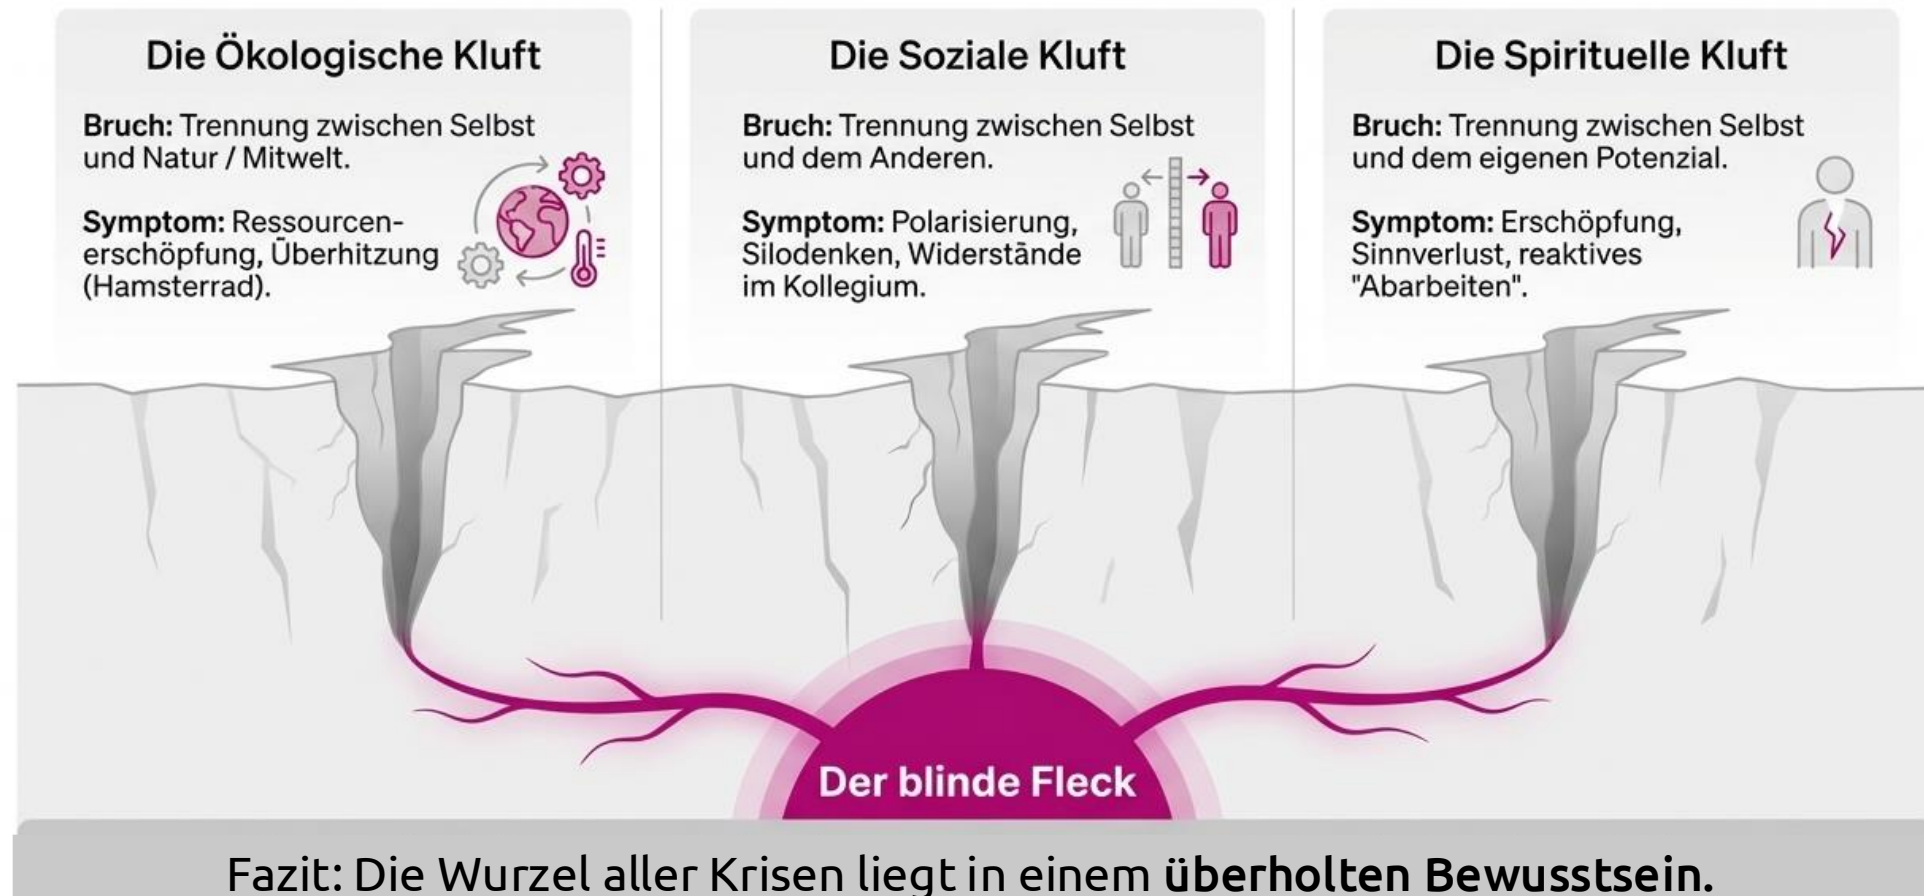 Die Ökologische Kluft
Bruch: Trennung zwischen Selbst
und Natur / Mitwelt.
Symptom: Ressourcen-
erschöpfung, Überhitzung
(Hamsterrad).
Die Soziale Kluft
Bruch: Trennung zwischen Selbst
und dem Anderen.
Symptom: Polarisierung,
Silodenken, Widerstände
im Kollegium.
Die Spirituelle Kluft
Bruch: Trennung zwischen Selbst
und dem eigenen Potenzial.
Symptom: Erschöpfung,
Sinnverlust, reaktives
"Abarbeiten".
Der blinde Fleck
Fazit: Die Wurzel aller Krisen liegt in einem überholten Bewusstsein.